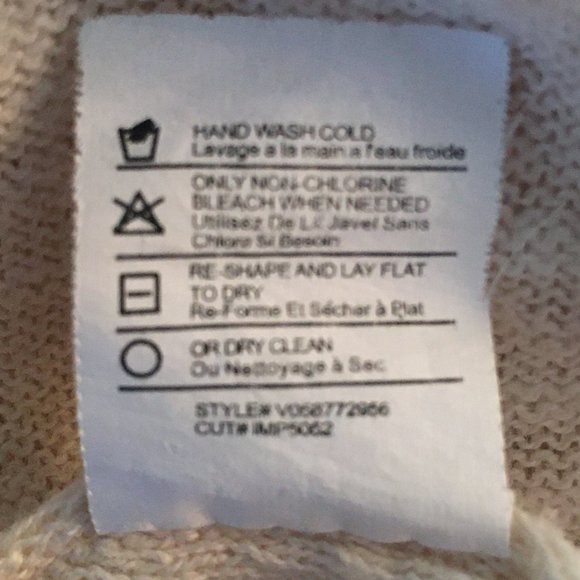 HAND WASH COLD
Lavage a la main a l'eau froide
ONLY NON-CHLORINE
BLEACH WHEN NEEDED
Utilisez De L: Javel Sans
Chlore Si Besoin
RE-SHAPE AND LAY FLAT
TO DRY
Re-Forme Et Sécher à Plat
OR DRY CLEAN
Ou Nettoyage à Sec
STYLE# V068772956
CUT# IMP5062